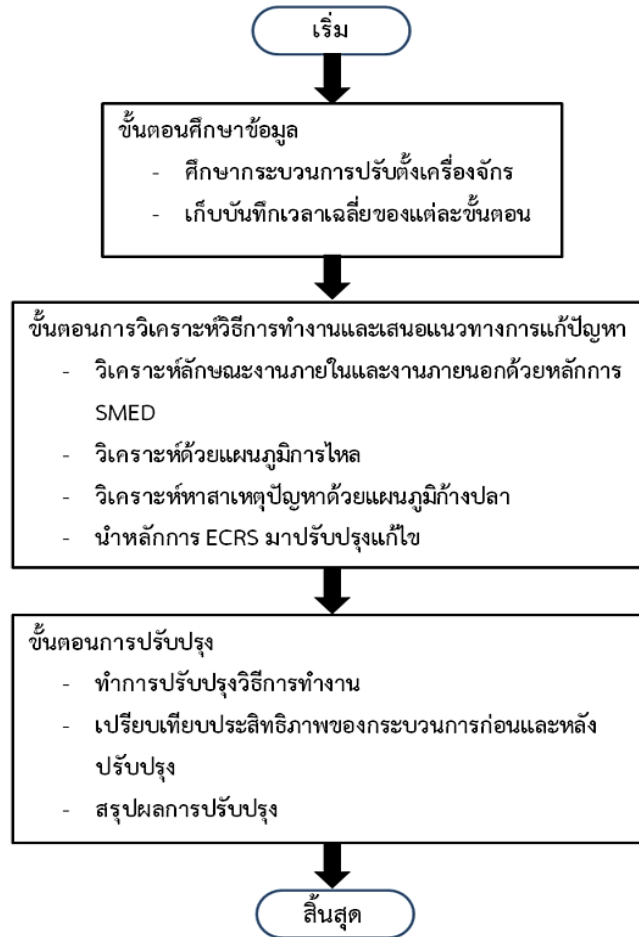 เริ่ม
ขั้นตอนศึกษาข้อมูล
- ศึกษากระบวนการปรับตั้งเครื่องจักร
- เก็บบันทึกเวลาเฉลี่ยของแต่ละขั้นตอน
ขั้นตอนการวิเคราะห์วิธีการทำงานและเสนอแนวทางการแก้ปัญหา
- วิเคราะห์ลักษณะงานภายในและงานภายนอกด้วยหลักการ
SMED
- วิเคราะห์ด้วยแผนภูมิการไหล
- วิเคราะห์หาสาเหตุปัญหาด้วยแผนภูมิก้างปลา
- นำหลักการ ECRS มาปรับปรุงแก้ไข
ขั้นตอนการปรับปรุง
- ทำการปรับปรุงวิธีการทำงาน
- เปรียบเทียบประสิทธิภาพของกระบวนการก่อนและหลัง
ปรับปรุง
- สรุปผลการปรับปรุง
สิ้นสุด